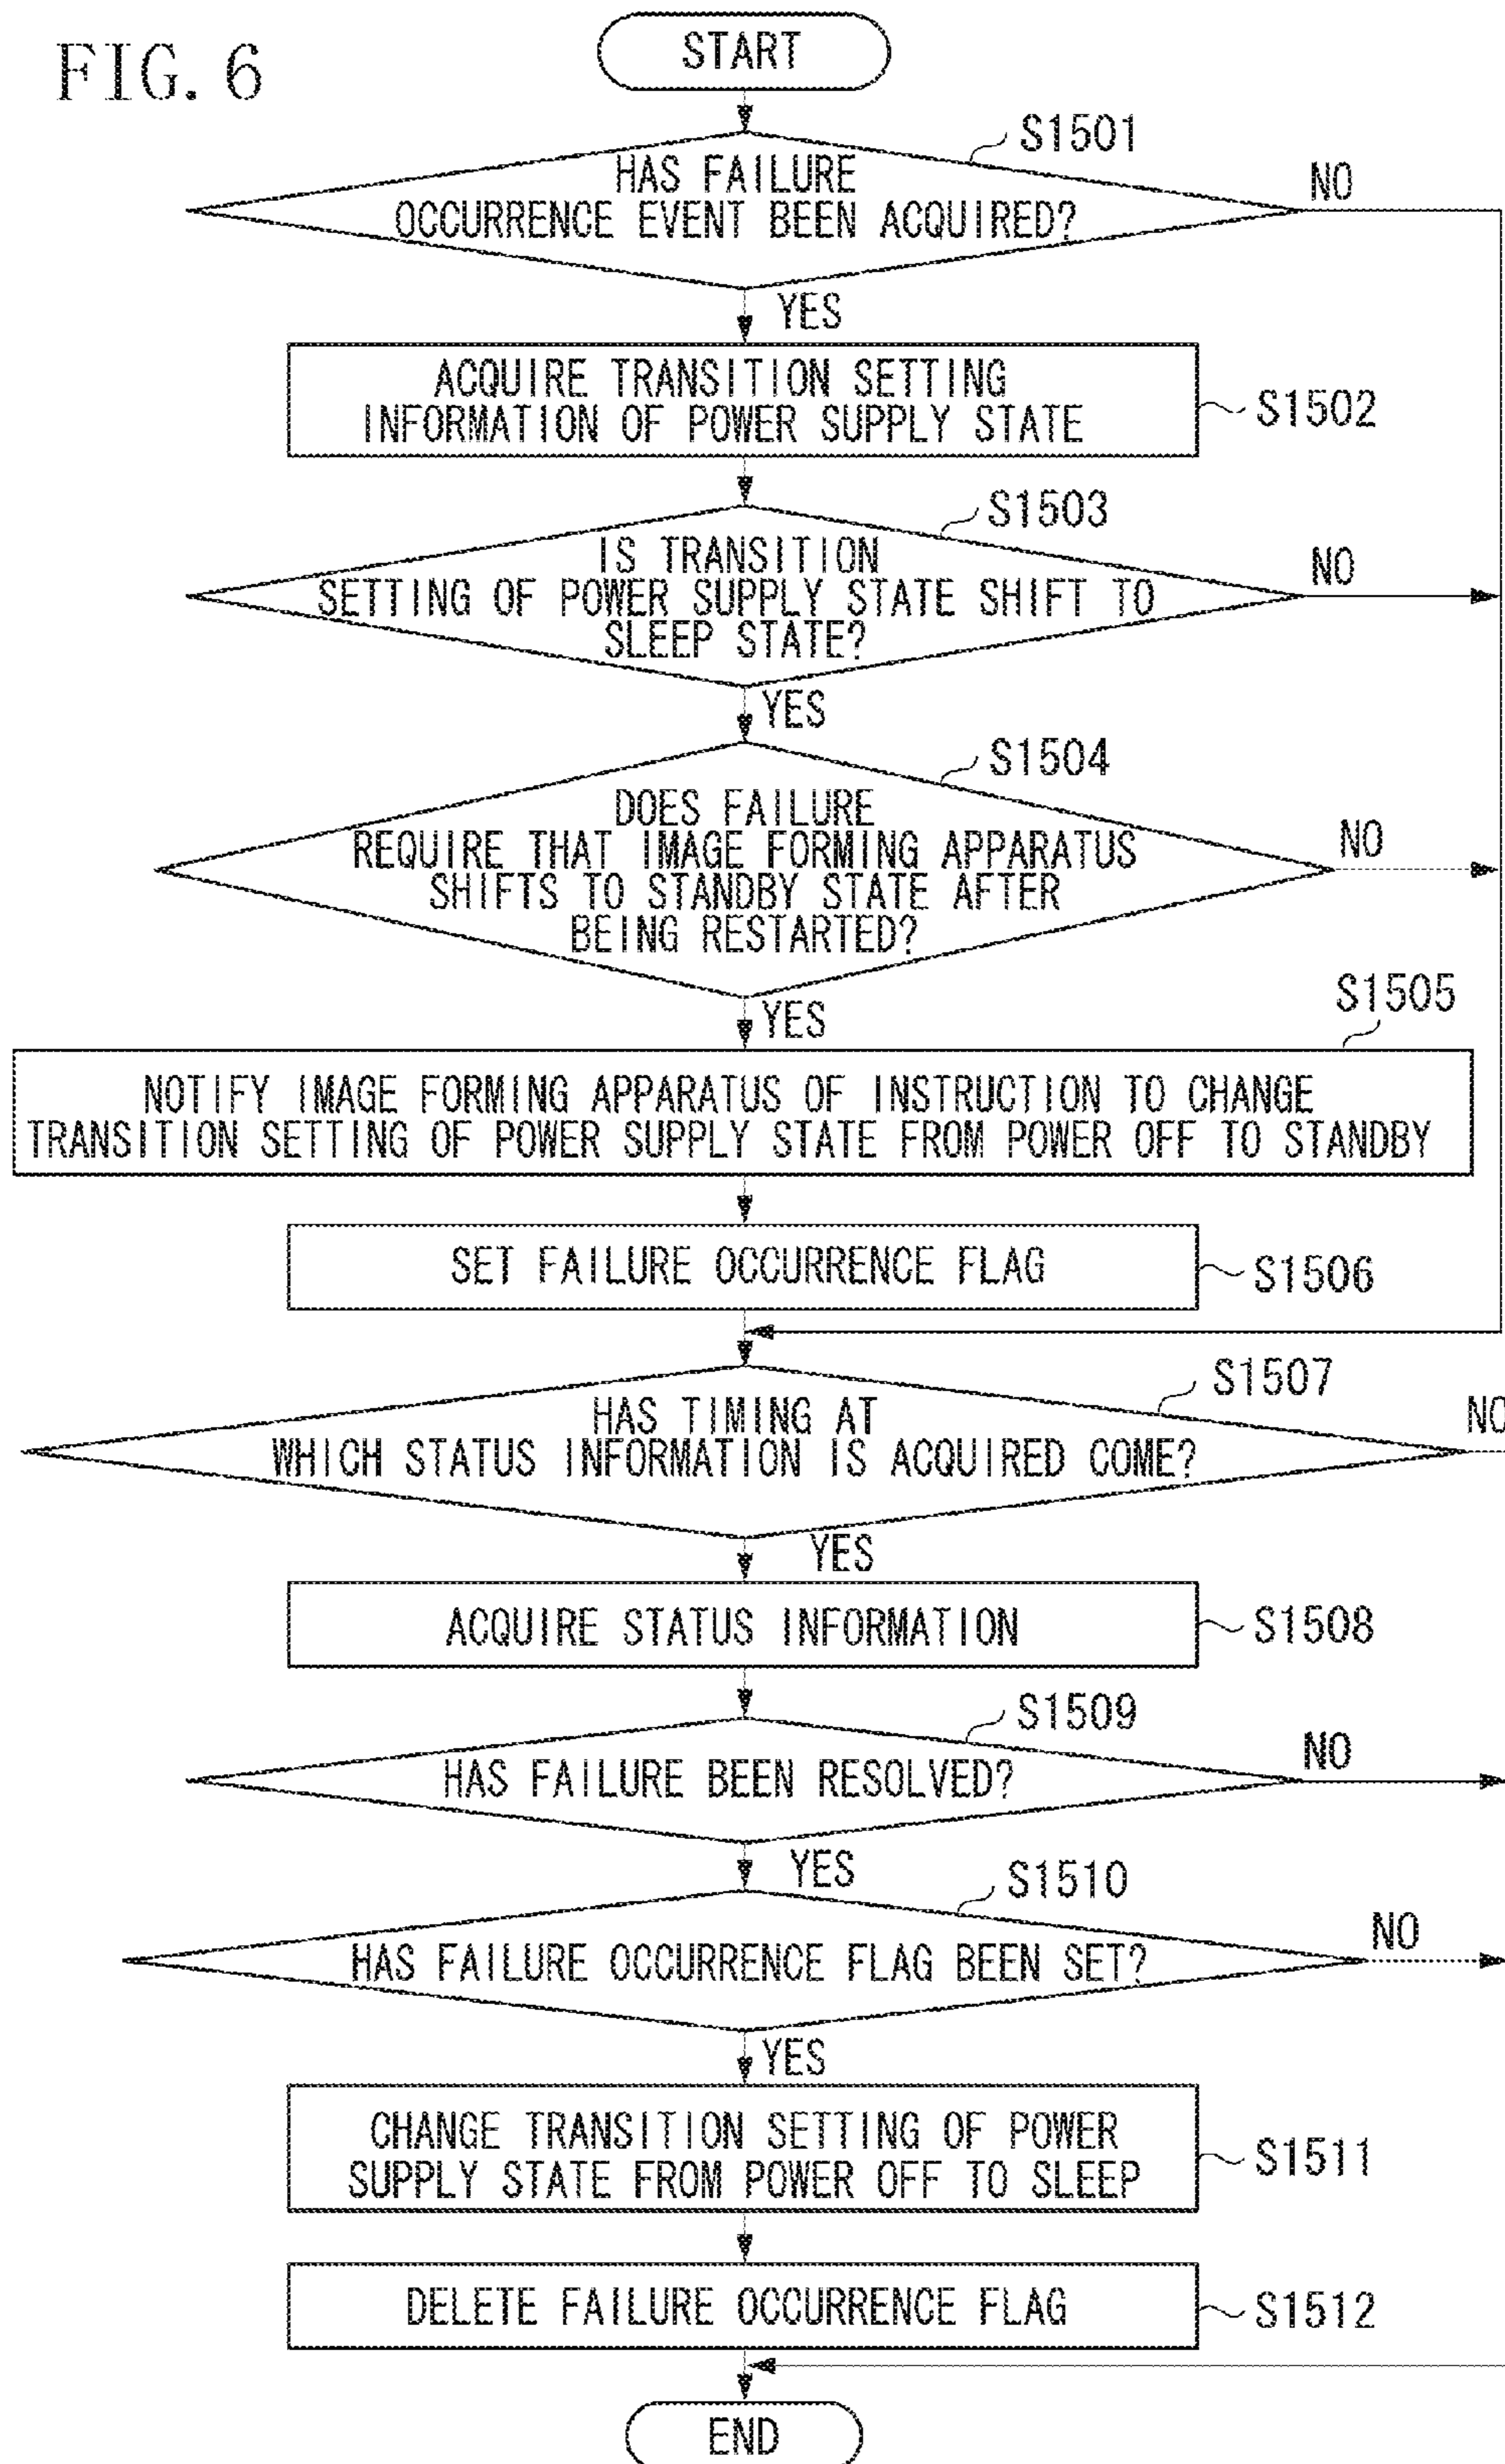 FIG. 6
START
S1501
HAS FAILURE
OCCURRENCE EVENT BEEN ACQUIRED?
NO
YES
ACQUIRE TRANSITION SETTING
INFORMATION OF POWER SUPPLY STATE
S1502
S1503
IS TRANSITION
SETTING OF POWER SUPPLY STATE SHIFT TO
SLEEP STATE?
NO
YES
S1504
DOES FAILURE
REQUIRE THAT IMAGE FORMING APPARATUS
SHIFTS TO STANDBY STATE AFTER
BEING RESTARTED?
NO
YES
S1505
NOTIFY IMAGE FORMING APPARATUS OF INSTRUCTION TO CHANGE
TRANSITION SETTING OF POWER SUPPLY STATE FROM POWER OFF TO STANDBY
SET FAILURE OCCURRENCE FLAG
S1506
S1507
HAS TIMING AT
WHICH STATUS INFORMATION IS ACQUIRED COME?
NO
YES
ACQUIRE STATUS INFORMATION
S1508
S1509
HAS FAILURE BEEN RESOLVED?
NO
YES
S1510
HAS FAILURE OCCURRENCE FLAG BEEN SET?
NO
YES
CHANGE TRANSITION SETTING OF POWER
SUPPLY STATE FROM POWER OFF TO SLEEP
S1511
DELETE FAILURE OCCURRENCE FLAG
S1512
END